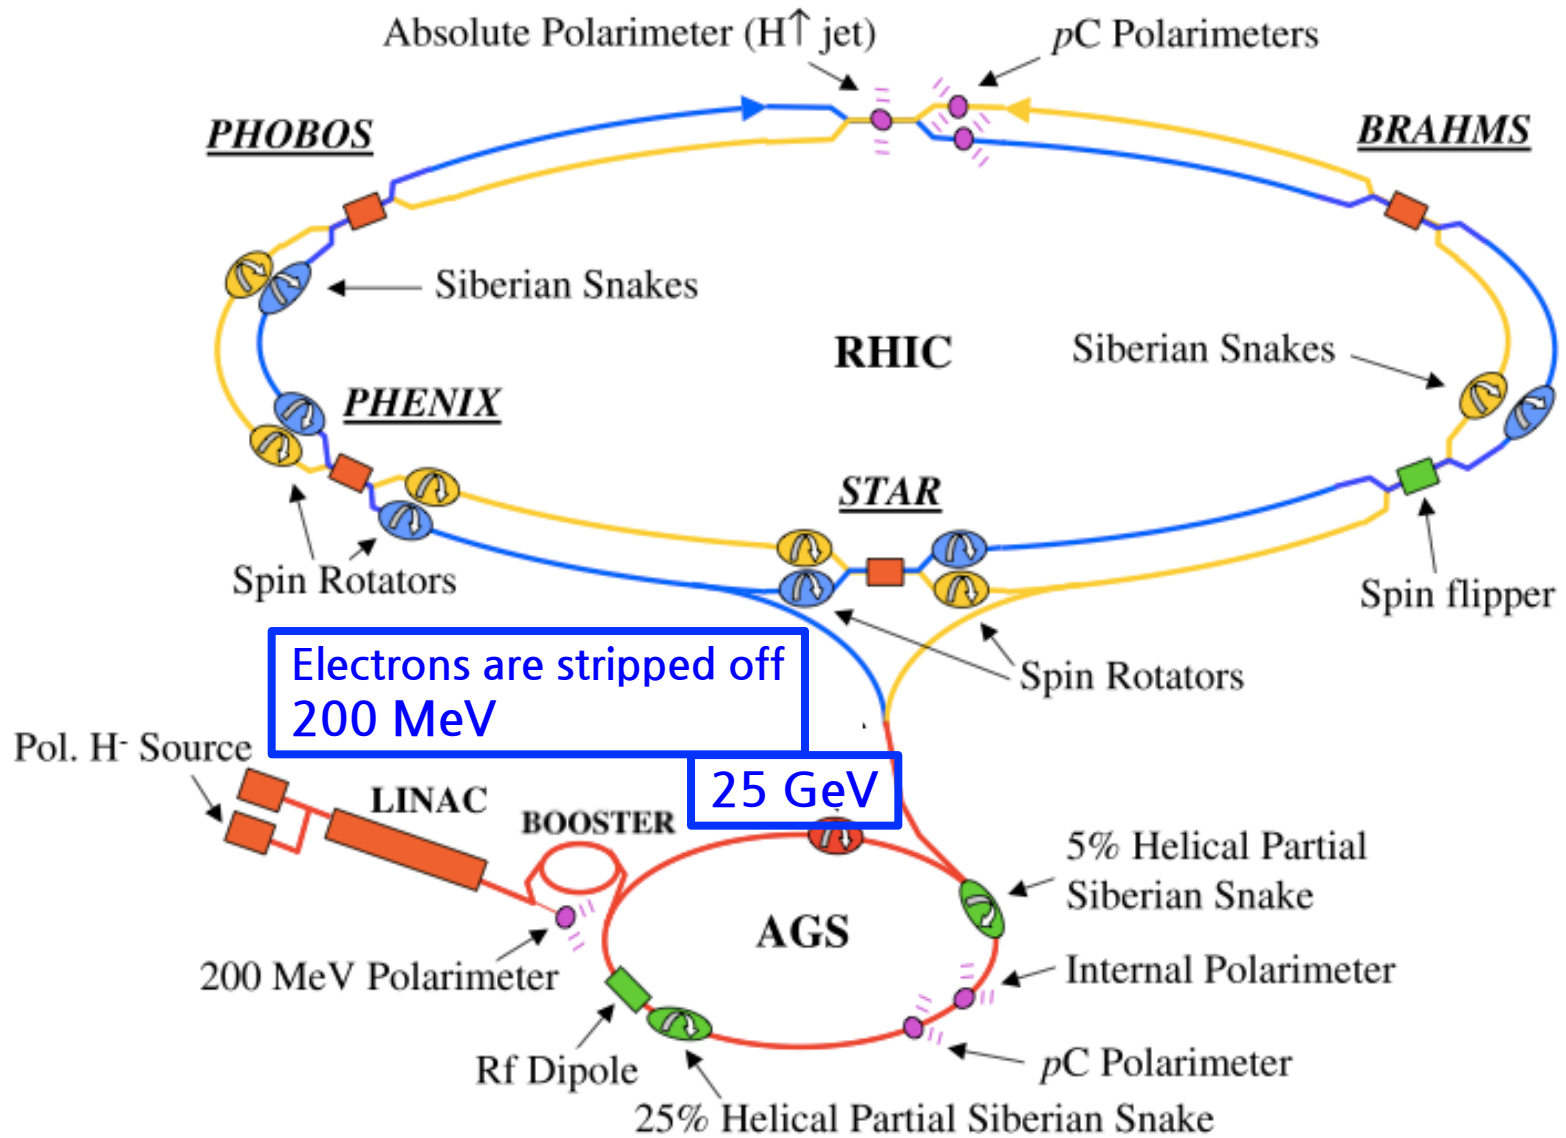 Absolute Polarimeter (H↑ jet)
pC Polarimeters
PHOBOS
BRAHMS
Siberian Snakes
RHIC
Siberian Snakes
PHENIX
STAR
Spin Rotators
Spin flipper
Electrons are stripped off
200 MeV
Spin Rotators
Pol. H- Source
25 GeV
LINAC
BOOSTER
5% Helical Partial
Siberian Snake
AGS
200 MeV Polarimeter
Internal Polarimeter
Rf Dipole
pC Polarimeter
25% Helical Partial Siberian Snake